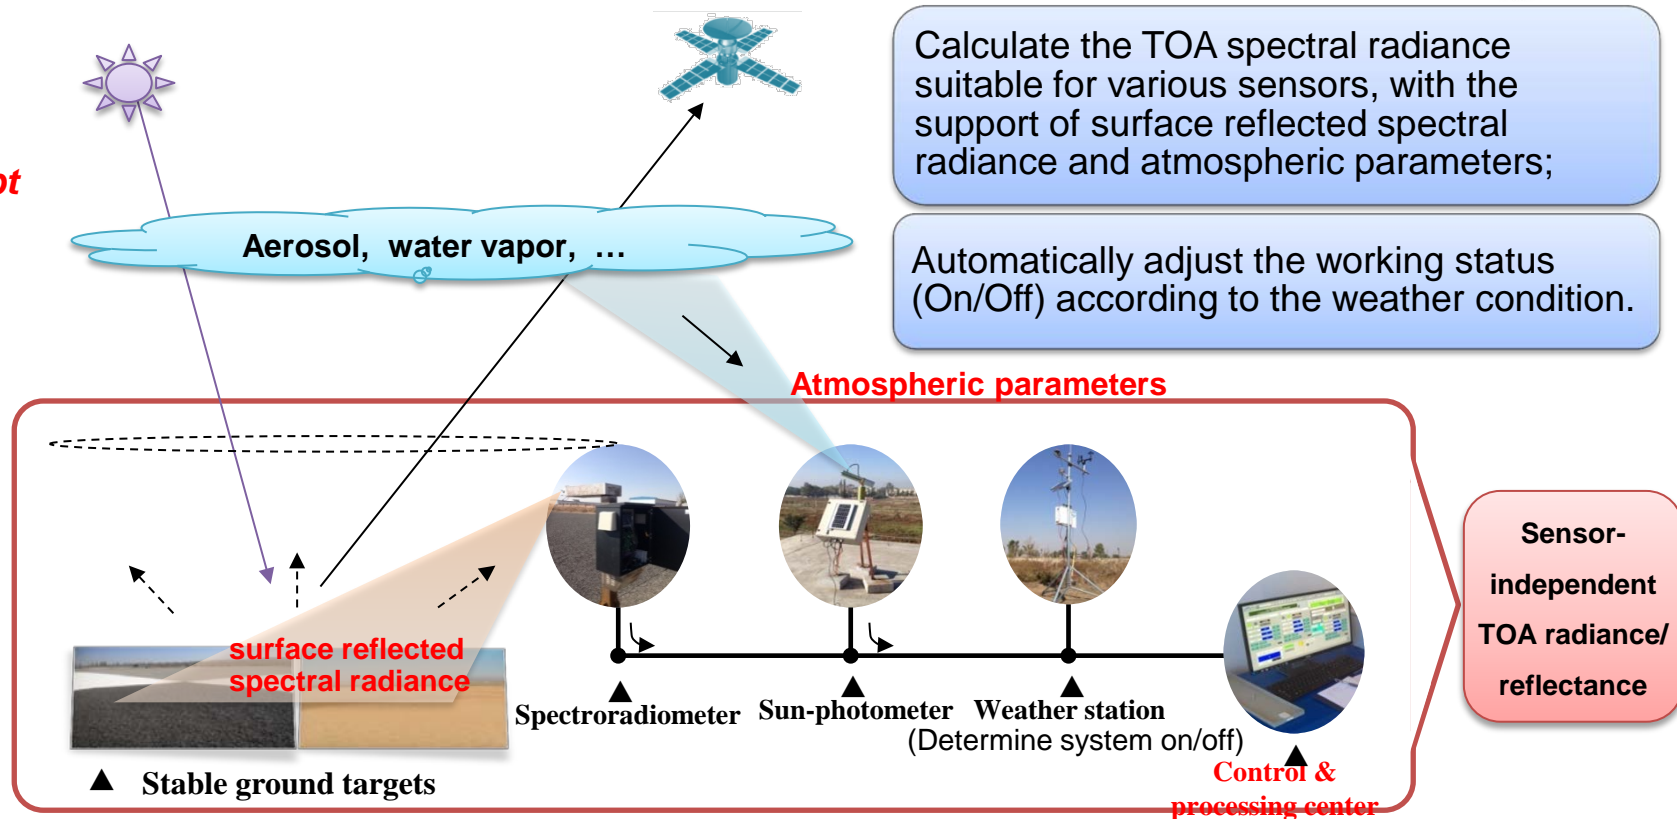 Calculate the TOA spectral radiance
suitable for various sensors, with the
support of surface reflected spectral
radiance and atmospheric parameters;
pt
Aerosol, water vapor, ...
Automatically adjust the working status
(On/Off) according to the weather condition.
Atmospheric parameters
surface reflected
spectral radiance
Spectroradiometer
Sun-photometer
Weather station
(Determine system on/off)
Control &
processing center
Stable ground targets
Sensor-
independent
TOA radiance/
reflectance